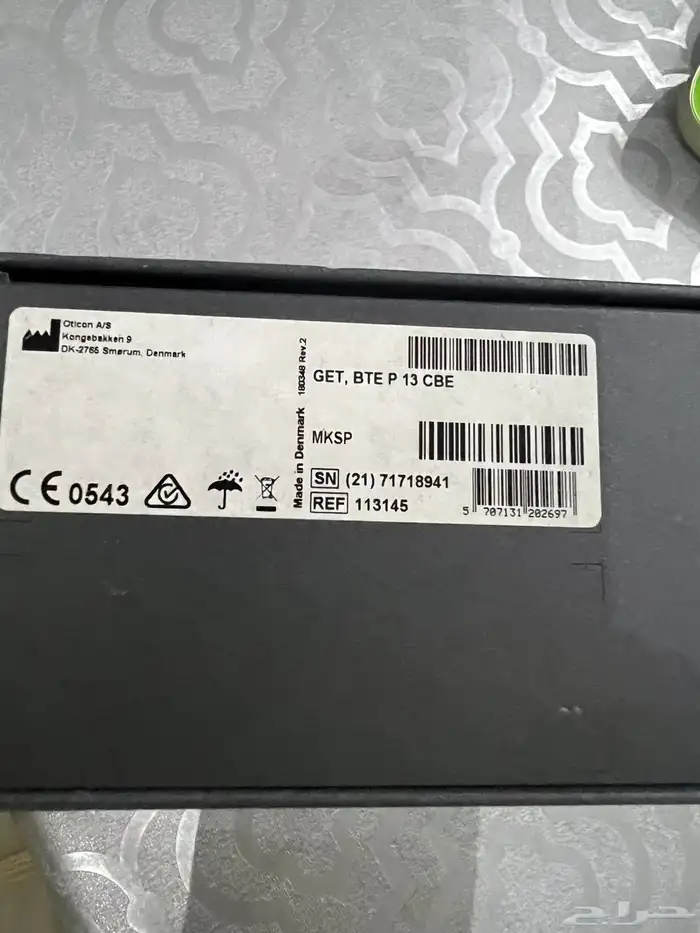 Oticon A/S
Kongebakken 9
DK-2765 Smørum, Denmark
CE 0543
Made in Denmark 180348 Rev.2
GET, BTE P 13 CBE
MKSP
SN (21) 71718941
REF 113145
5 707131 202697
حراج